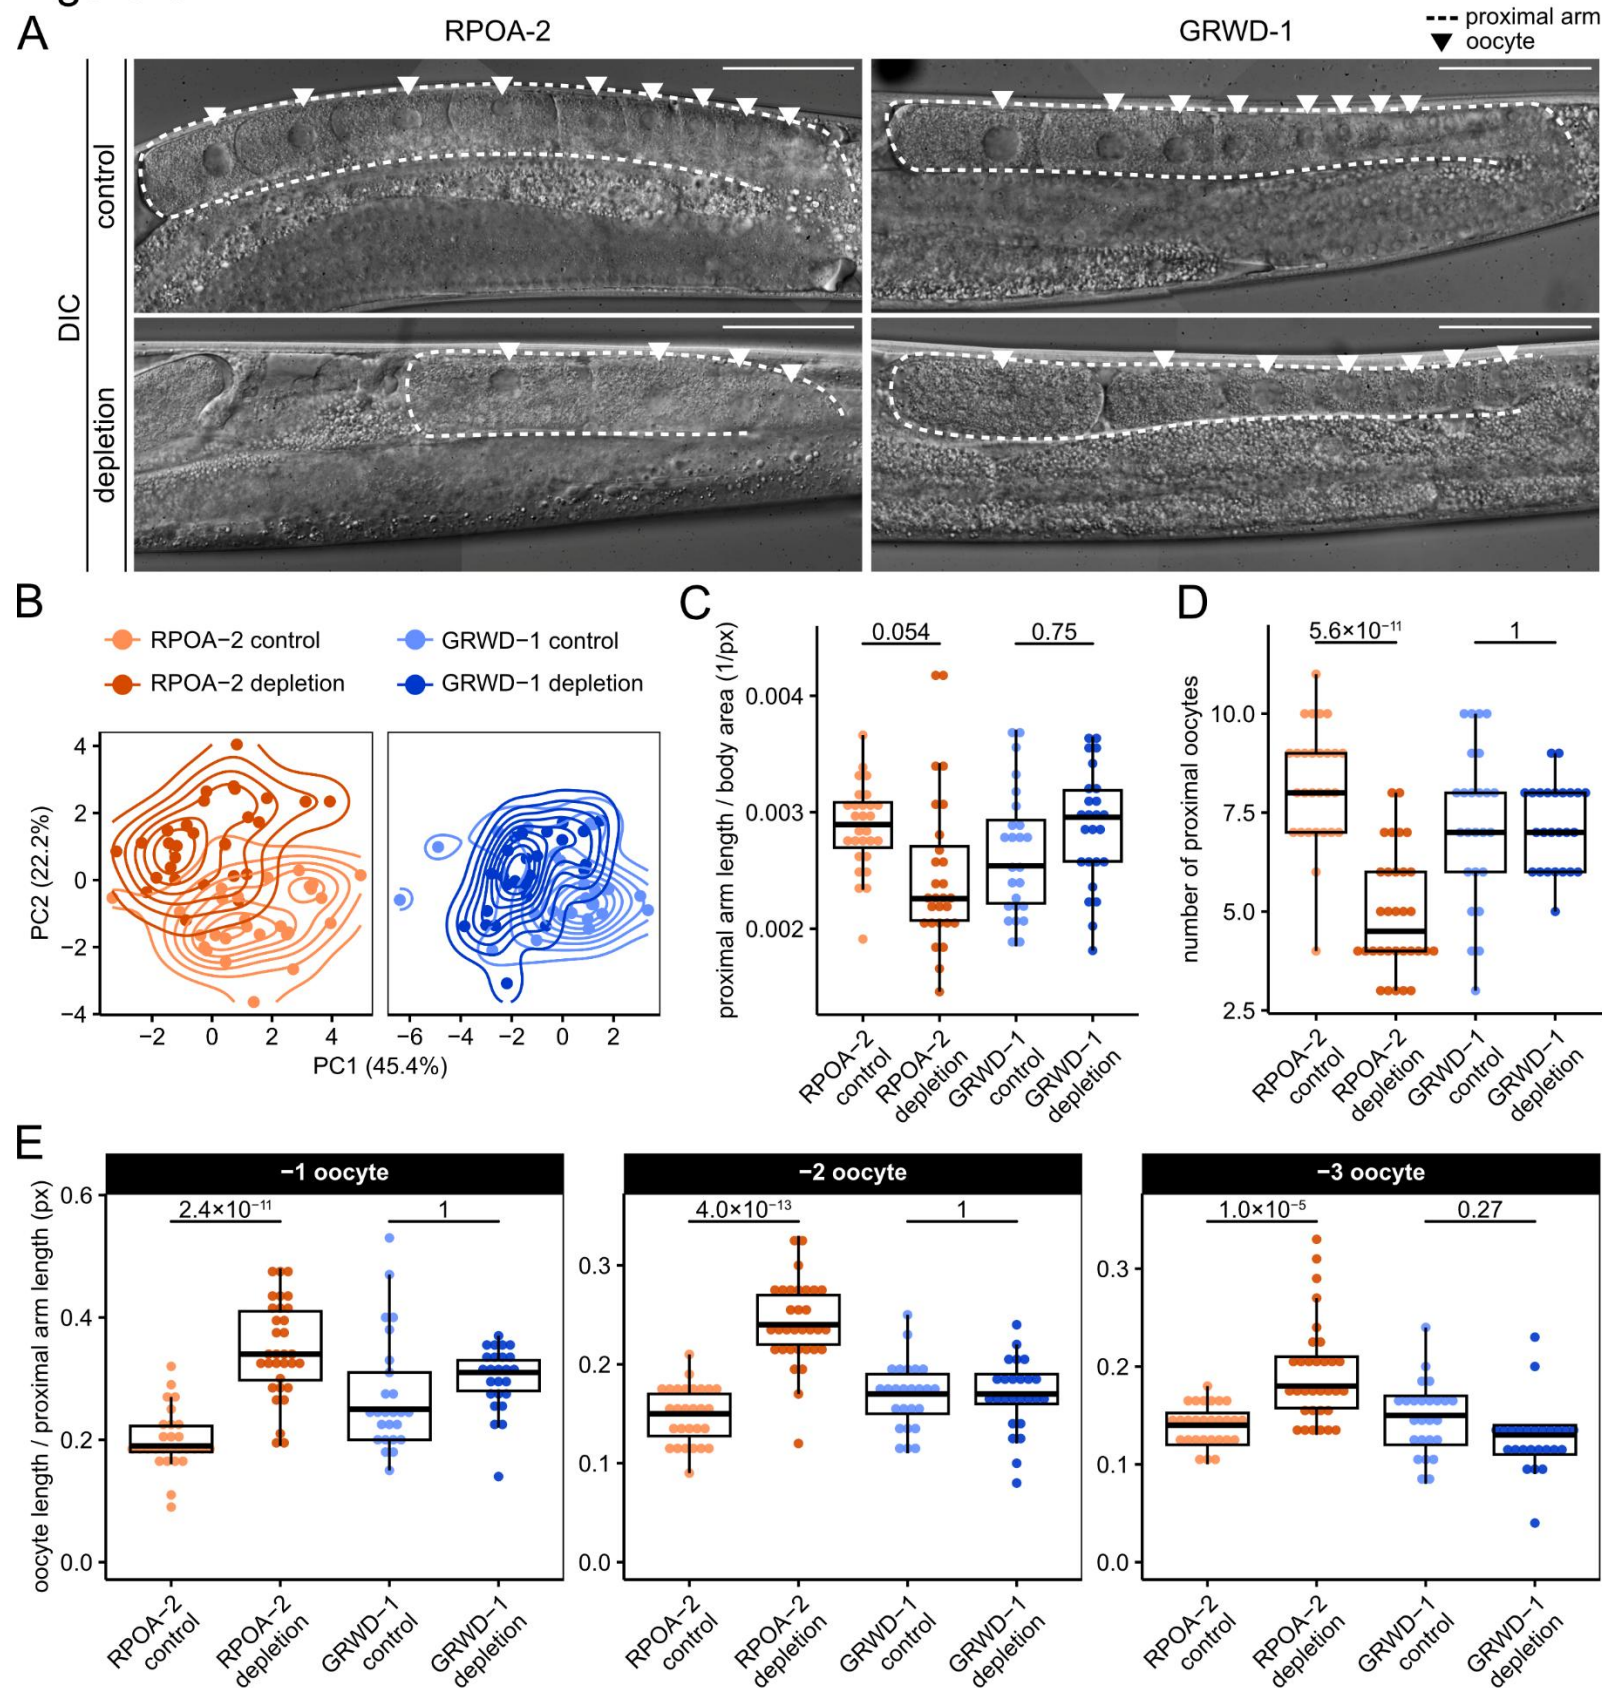 A
RPOA-2
GRWD-1
proximal arm
oocyte
DIC
control
depletion
B
RPOA−2 control
GRWD−1 control
RPOA−2 depletion
GRWD−1 depletion
PC2 (22.2%)
4
2
0
−2
−4
−2
0
2
4
−6
−4
−2
0
2
PC1 (45.4%)
C
proximal arm length / body area (1/px)
0.054
0.75
0.004
0.003
0.002
RPOA−2
control
RPOA−2
depletion
GRWD−1
control
GRWD−1
depletion
D
number of proximal oocytes
5.6×10⁻¹¹
1
10.0
7.5
5.0
2.5
RPOA−2
control
RPOA−2
depletion
GRWD−1
control
GRWD−1
depletion
E
oocyte length / proximal arm length (px)
−1 oocyte
2.4×10⁻¹¹
1
0.6
0.4
0.2
0.0
RPOA−2
control
RPOA−2
depletion
GRWD−1
control
GRWD−1
depletion
−2 oocyte
4.0×10⁻¹³
1
0.3
0.2
0.1
0.0
RPOA−2
control
RPOA−2
depletion
GRWD−1
control
GRWD−1
depletion
−3 oocyte
1.0×10⁻⁵
0.27
0.3
0.2
0.1
0.0
RPOA−2
control
RPOA−2
depletion
GRWD−1
control
GRWD−1
depletion